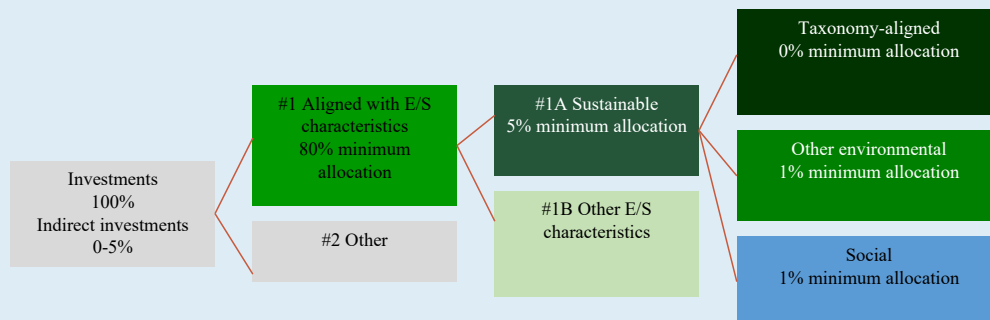 Investments
100%
Indirect investments
0-5%
#1 Aligned with E/S
characteristics
80% minimum
allocation
#2 Other
#1A Sustainable
5% minimum allocation
#1B Other E/S
characteristics
Taxonomy-aligned
0% minimum allocation
Other environmental
1% minimum allocation
Social
1% minimum allocation